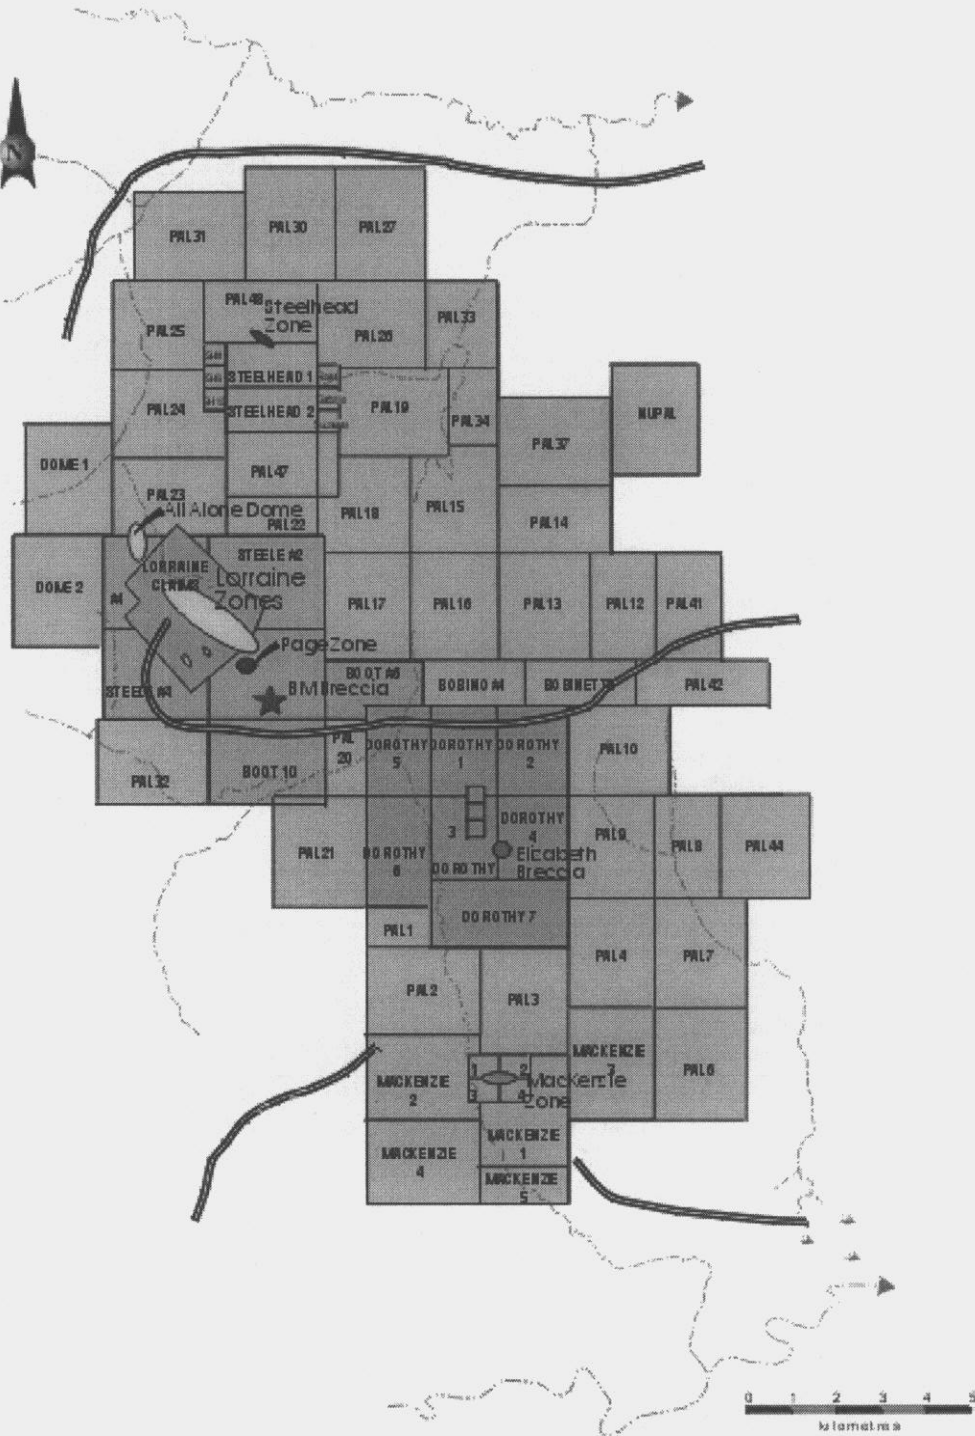 N
PAL30
PAL27
PAL31
PAL48
Steelhead
Zone
PAL33
PAL25
PAL26
STEELHEAD 1
STEELHEAD 2
PAL24
PAL19
PAL34
NUPAL
PAL37
DOME 1
PAL47
PAL23
All Alone Dome
PAL22
PAL18
PAL15
PAL14
STEELE #2
LORRAINE
CLAIMS
Lorraine
Zones
DOME 2
#1
PAL17
PAL16
PAL13
PAL12
PAL41
Page Zone
BOOT #6
BOBINO #1
PAL42
BM Breccia
PAL
20
DOROTHY
5
DOROTHY
1
DOROTHY
2
PAL10
PAL32
BOOT 10
3
DOROTHY
DOROTHY
4
PAL9
PAL8
PAL44
PAL21
DOROTHY
6
Elizabeth
Breccia
DOROTHY 7
PAL1
PAL4
PAL7
PAL2
PAL3
MACKENZIE
2
1
2
3
4
Mackenzie
Zone
MACKENZIE
3
PAL6
MACKENZIE
4
MACKENZIE
1
MACKENZIE
5
0 1 2 3 4 5
kilometres